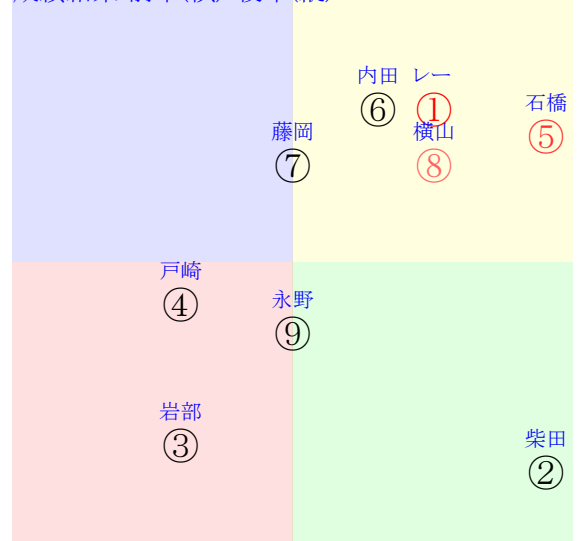 内田 レー
⑥ ① 石橋
藤岡 横山 ⑤
⑦ ⑧
戸崎
④ 永野
⑨
岩部
③ 柴田
②